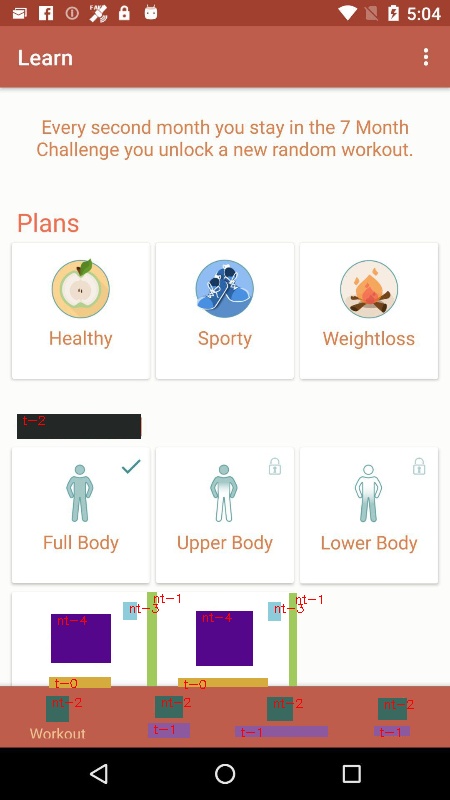 FAKE
5:04
Learn
Every second month you stay in the 7 Month
Challenge you unlock a new random workout.
Plans
Healthy
Sporty
Weightloss
t-2
Full Body
Upper Body
Lower Body
nt-1
nt-1
nt-3
nt-3
nt-4
nt-4
t-0
t-0
nt-2
nt-2
nt-2
nt-2
Workout
t-1
t-1
t-1